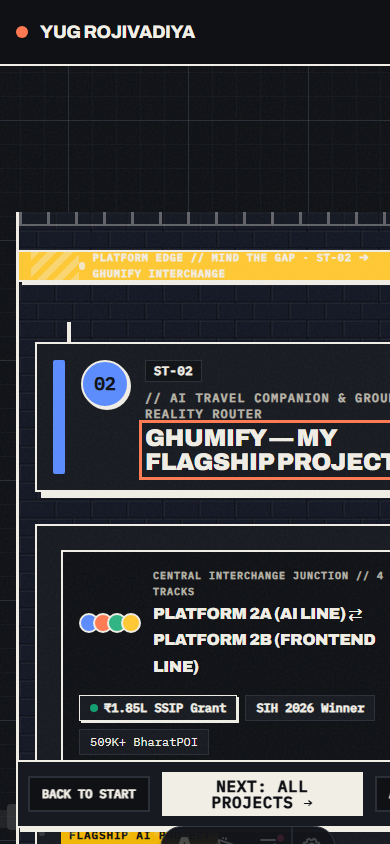 YUG ROJIVADIYA
PLATFORM EDGE // MIND THE GAP - ST-02 →
GHUMIFY INTERCHANGE
02
ST-02
// AI TRAVEL COMPANION & GROU
REALITY ROUTER
GHUMIFY — MY
FLAGSHIP PROJECT
CENTRAL INTERCHANGE JUNCTION // 4
TRACKS
PLATFORM 2A (AI LINE) ⇄
PLATFORM 2B (FRONTEND
LINE)
₹1.85L SSIP Grant
SIH 2026 Winner
509K+ BharatPOI
BACK TO START
NEXT: ALL
PROJECTS →
FLAGSHIP AI P